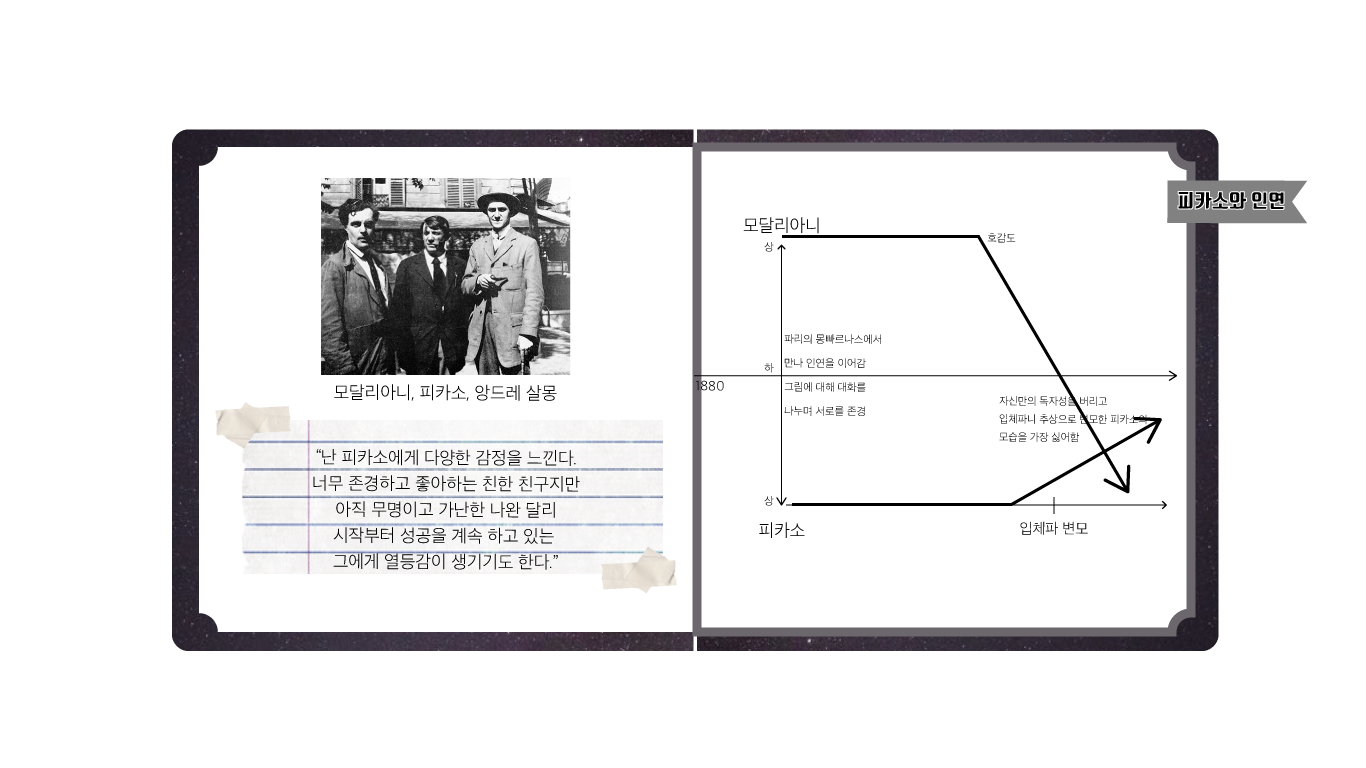 모달리아니, 피카소, 앙드레 살몽
“난 피카소에게 다양한 감정을 느낀다.
너무 존경하고 좋아하는 친한 친구지만
아직 무명이고 가난한 나완 달리
시작부터 성공을 계속 하고 있는
그에게 열등감이 생기기도 한다.”
피카소와 인연
모달리아니
호감도
상
파리의 몽빠르나스에서
만나 인연을 이어감
하
1880
그림에 대해 대화를
나누며 서로를 존경
자신만의 독자성을 버리고
입체파니 추상으로 변모한 피카소의
모습을 가장 싫어함
상
피카소
입체파 변모